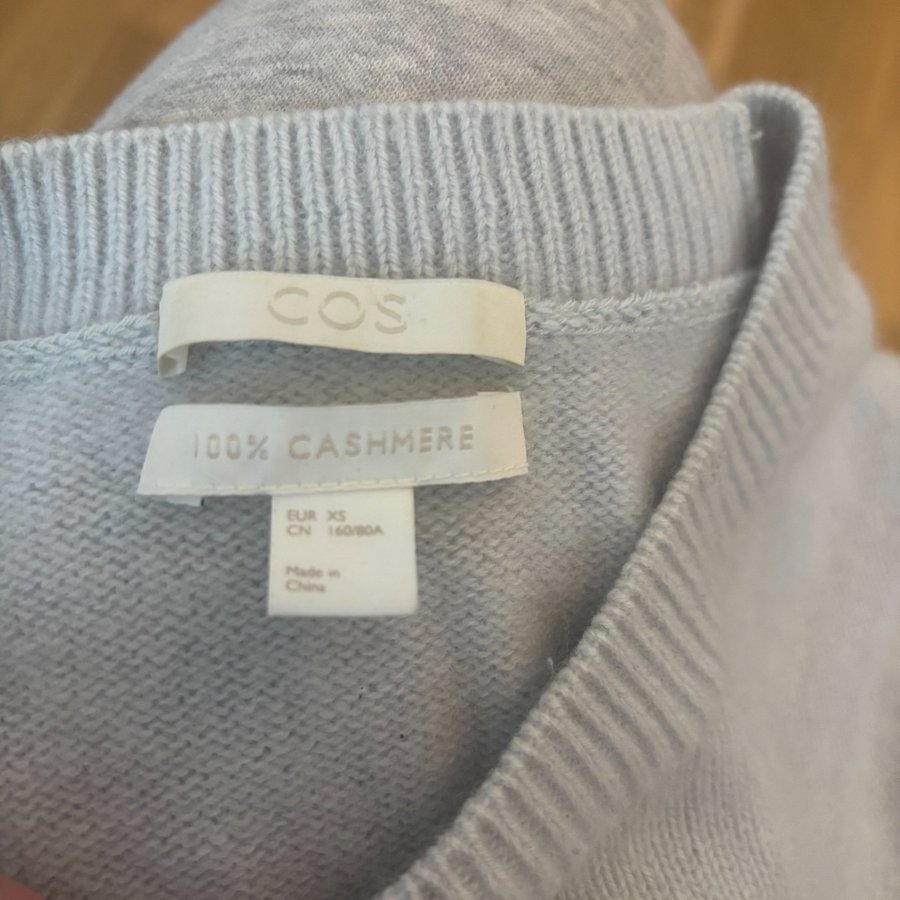 COS
100% CASHMERE
EUR XS
CN 160/80A
Made in
China